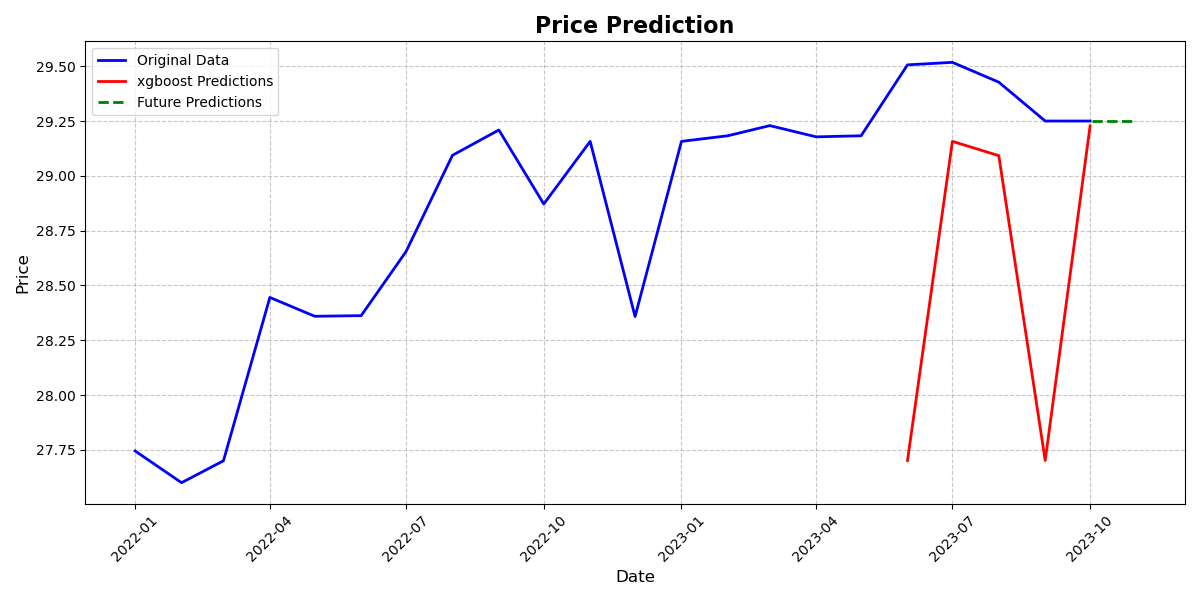 Price Prediction
Original Data
xgboost Predictions
Future Predictions
Price
29.50
29.25
29.00
28.75
28.50
28.25
28.00
27.75
2022-01
2022-04
2022-07
2022-10
2023-01
2023-04
2023-07
2023-10
Date